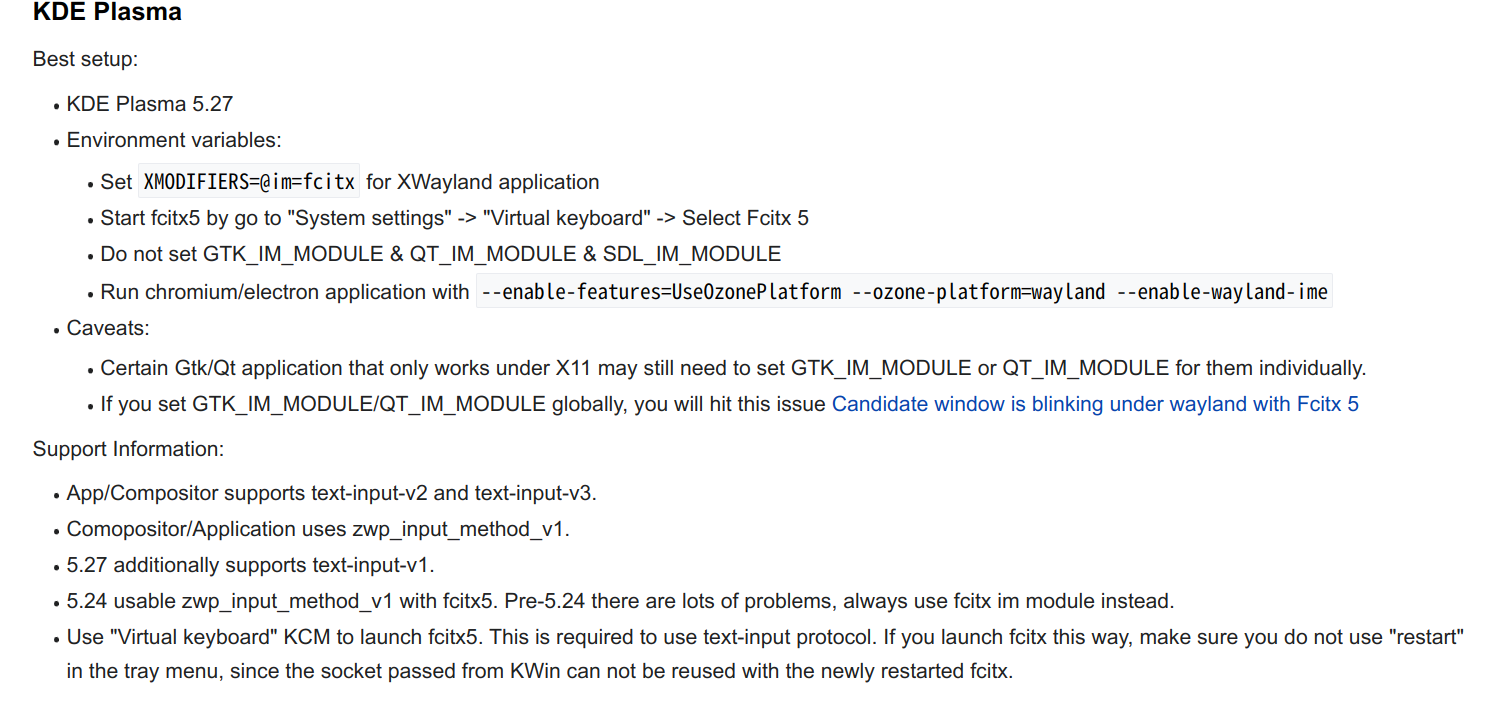 KDE Plasma
Best setup:
• KDE Plasma 5.27
• Environment variables:
• Set XMODIFIERS=@im=fcitx for XWayland application
• Start fcitx5 by go to "System settings" -> "Virtual keyboard" -> Select Fcitx 5
• Do not set GTK_IM_MODULE & QT_IM_MODULE & SDL_IM_MODULE
• Run chromium/electron application with --enable-features=UseOzonePlatform --ozone-platform=wayland --enable-wayland-ime
• Caveats:
• Certain Gtk/Qt application that only works under X11 may still need to set GTK_IM_MODULE or QT_IM_MODULE for them individually.
• If you set GTK_IM_MODULE/QT_IM_MODULE globally, you will hit this issue Candidate window is blinking under wayland with Fcitx 5
Support Information:
• App/Compositor supports text-input-v2 and text-input-v3.
• Comopositor/Application uses zwp_input_method_v1.
• 5.27 additionally supports text-input-v1.
• 5.24 usable zwp_input_method_v1 with fcitx5. Pre-5.24 there are lots of problems, always use fcitx im module instead.
• Use "Virtual keyboard" KCM to launch fcitx5. This is required to use text-input protocol. If you launch fcitx this way, make sure you do not use "restart"
in the tray menu, since the socket passed from KWin can not be reused with the newly restarted fcitx.